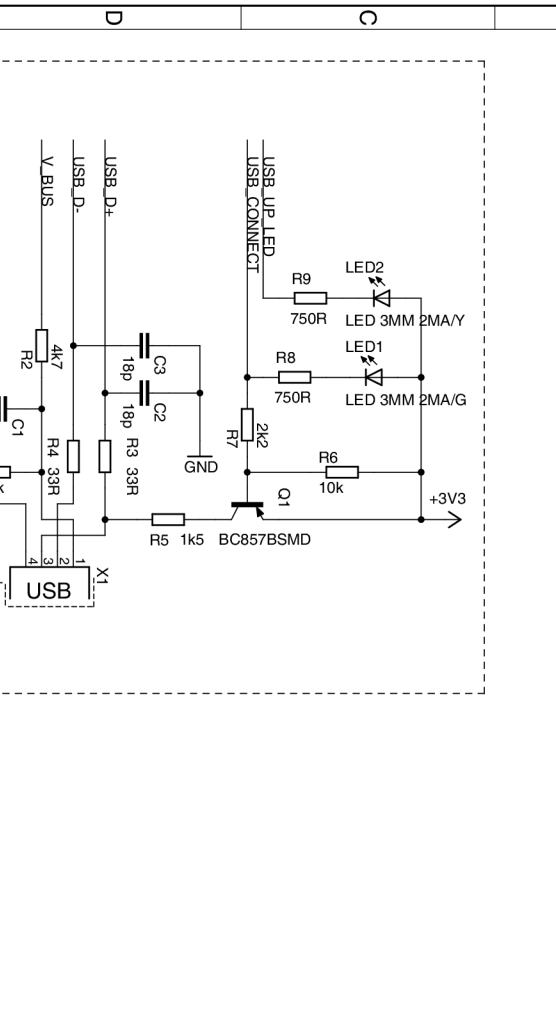 D
C
V_BUS
USB_D-
USB_D+
USB_CONNECT
USB_UP_LED
LED2
R9
750R
LED 3MM 2MA/Y
LED1
R8
750R
LED 3MM 2MA/G
4k7
R2
C3
18p
C2
18p
C1
R4 33R
R3 33R
GND
2k2
R7
R6
10k
Q1
+3V3
R5 1k5
BC857BSMD
k
4
3
2
1
X1
USB